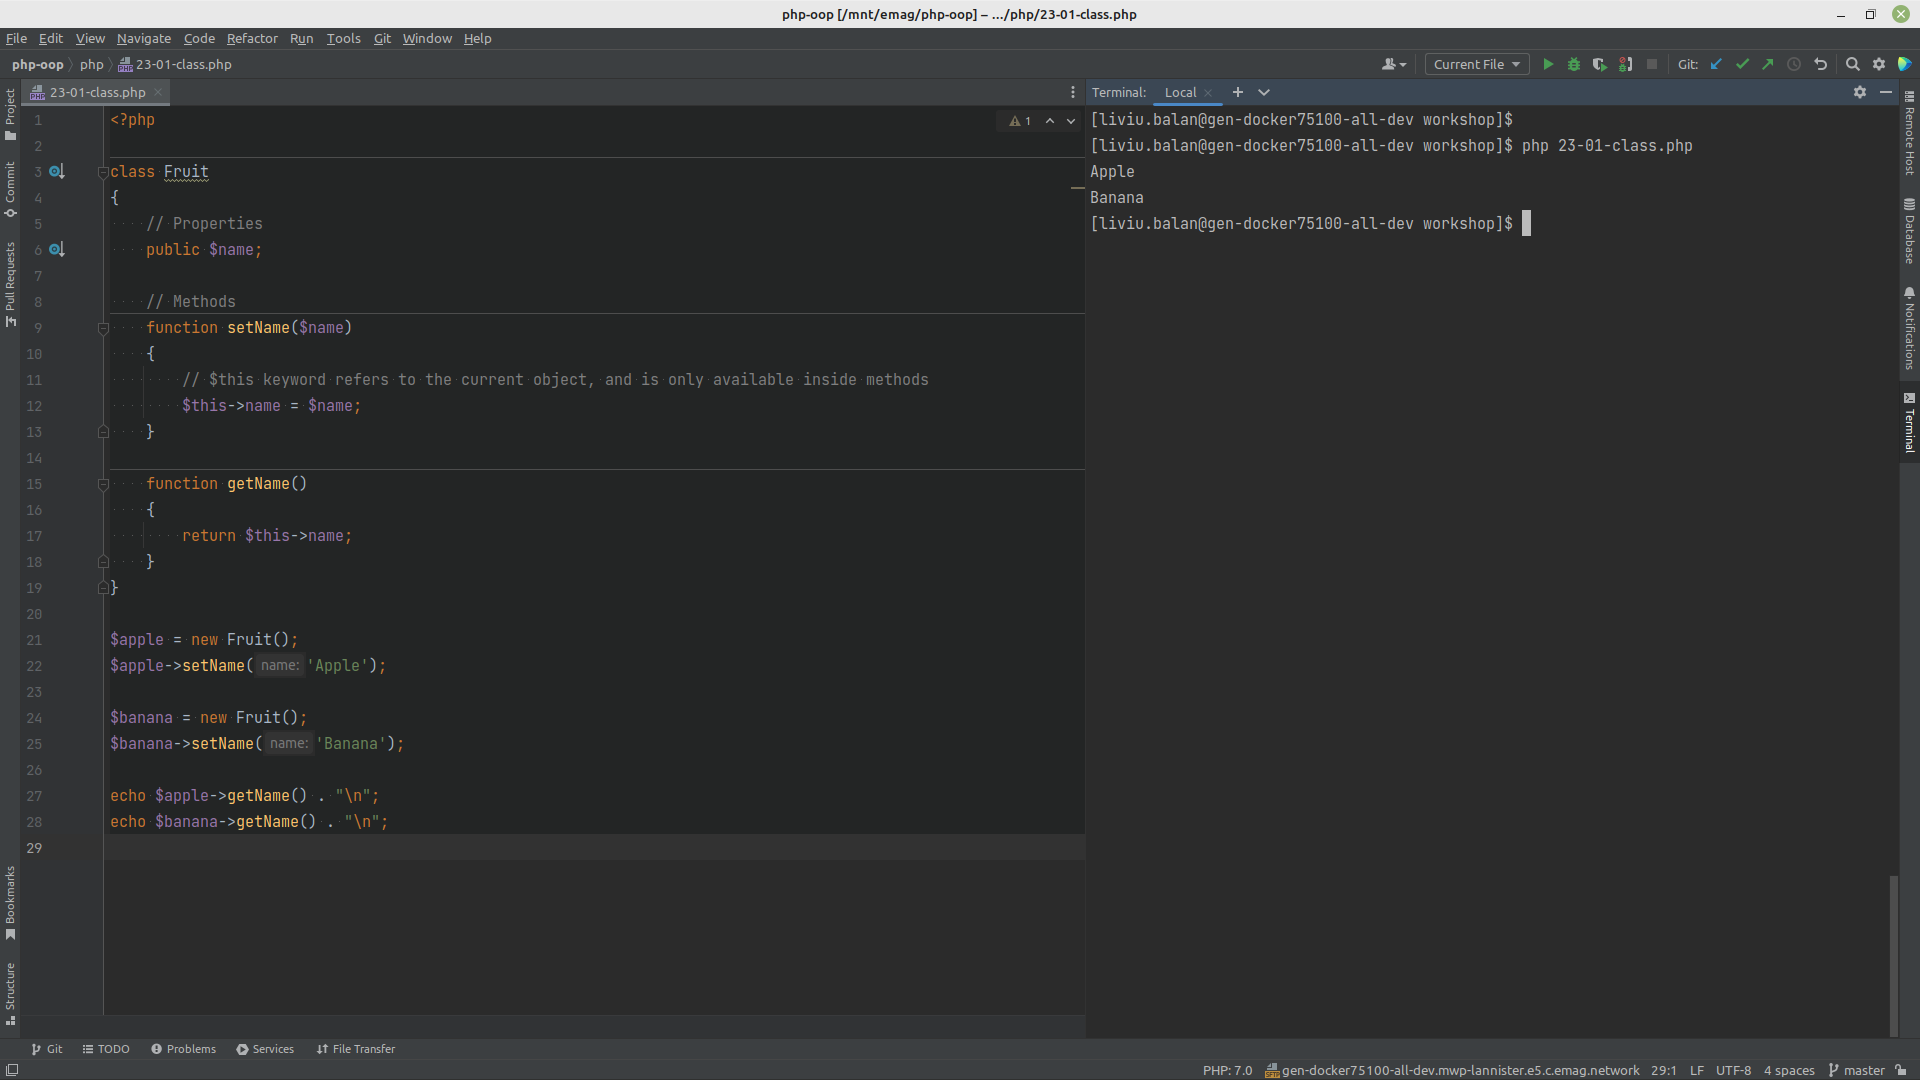 php-oop [/mnt/emag/php-oop] – .../php/23-01-class.php
File Edit View Navigate Code Refactor Run Tools Git Window Help
php-oop php 23-01-class.php
Current File
Git:
23-01-class.php
Terminal: Local
Project
Commit
Pull Requests
Bookmarks
Structure
1 <?php
2
3 class Fruit
4 {
5 // Properties
6 public $name;
7
8 // Methods
9 function setName($name)
10 {
11 // $this keyword refers to the current object, and is only available inside methods
12 $this->name = $name;
13 }
14
15 function getName()
16 {
17 return $this->name;
18 }
19 }
20
21 $apple = new Fruit();
22 $apple->setName( name: 'Apple');
23
24 $banana = new Fruit();
25 $banana->setName( name: 'Banana');
26
27 echo $apple->getName() . "\n";
28 echo $banana->getName() . "\n";
29
1
[liviu.balan@gen-docker75100-all-dev workshop]$
[liviu.balan@gen-docker75100-all-dev workshop]$ php 23-01-class.php
Apple
Banana
[liviu.balan@gen-docker75100-all-dev workshop]$
Remote Host
Database
Notifications
Terminal
Git TODO Problems Services File Transfer
PHP: 7.0 gen-docker75100-all-dev.mwp-lannister.e5.c.emag.network 29:1 LF UTF-8 4 spaces master